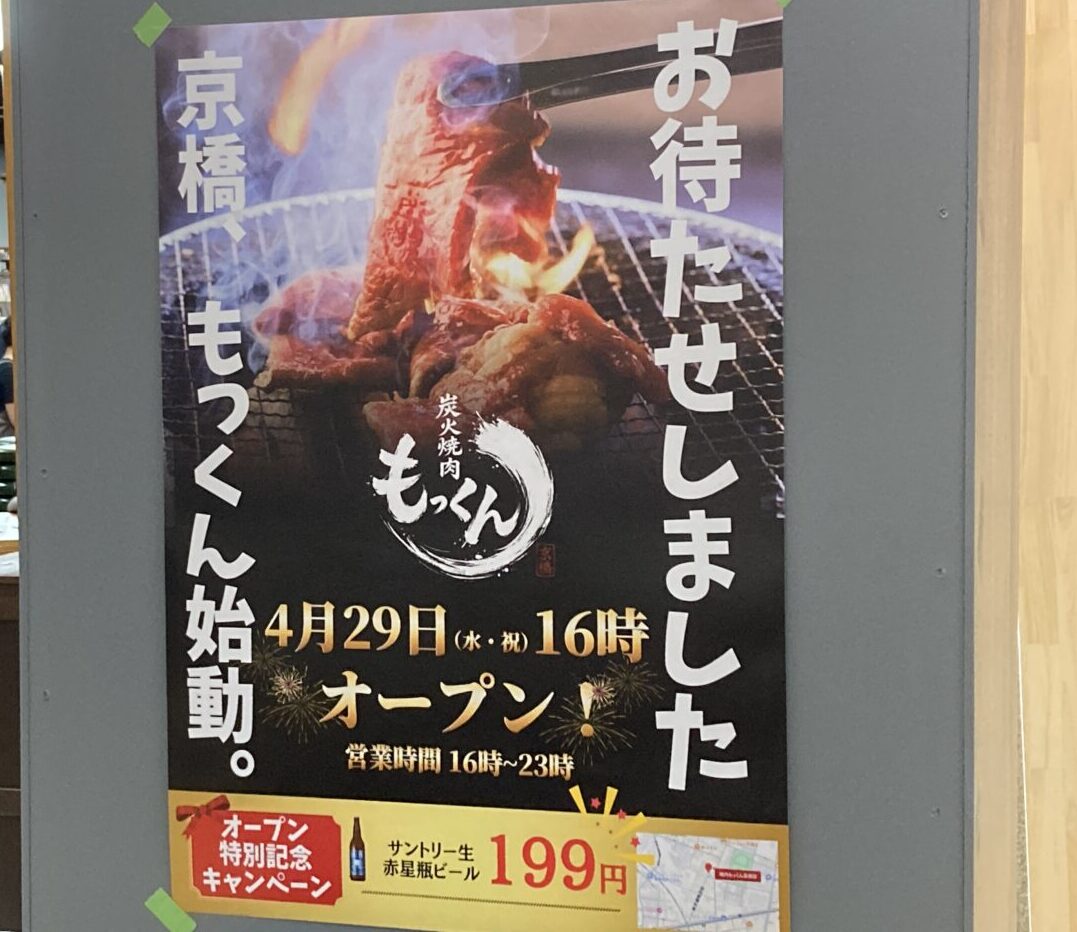 お待たせしました
京橋、もっくん始動。
炭火焼肉
もっくん
京橋
4月29日(水・祝)16時
オープン!
営業時間 16時~23時
オープン
特別記念
キャンペーン
サントリー生
赤星瓶ビール
199円